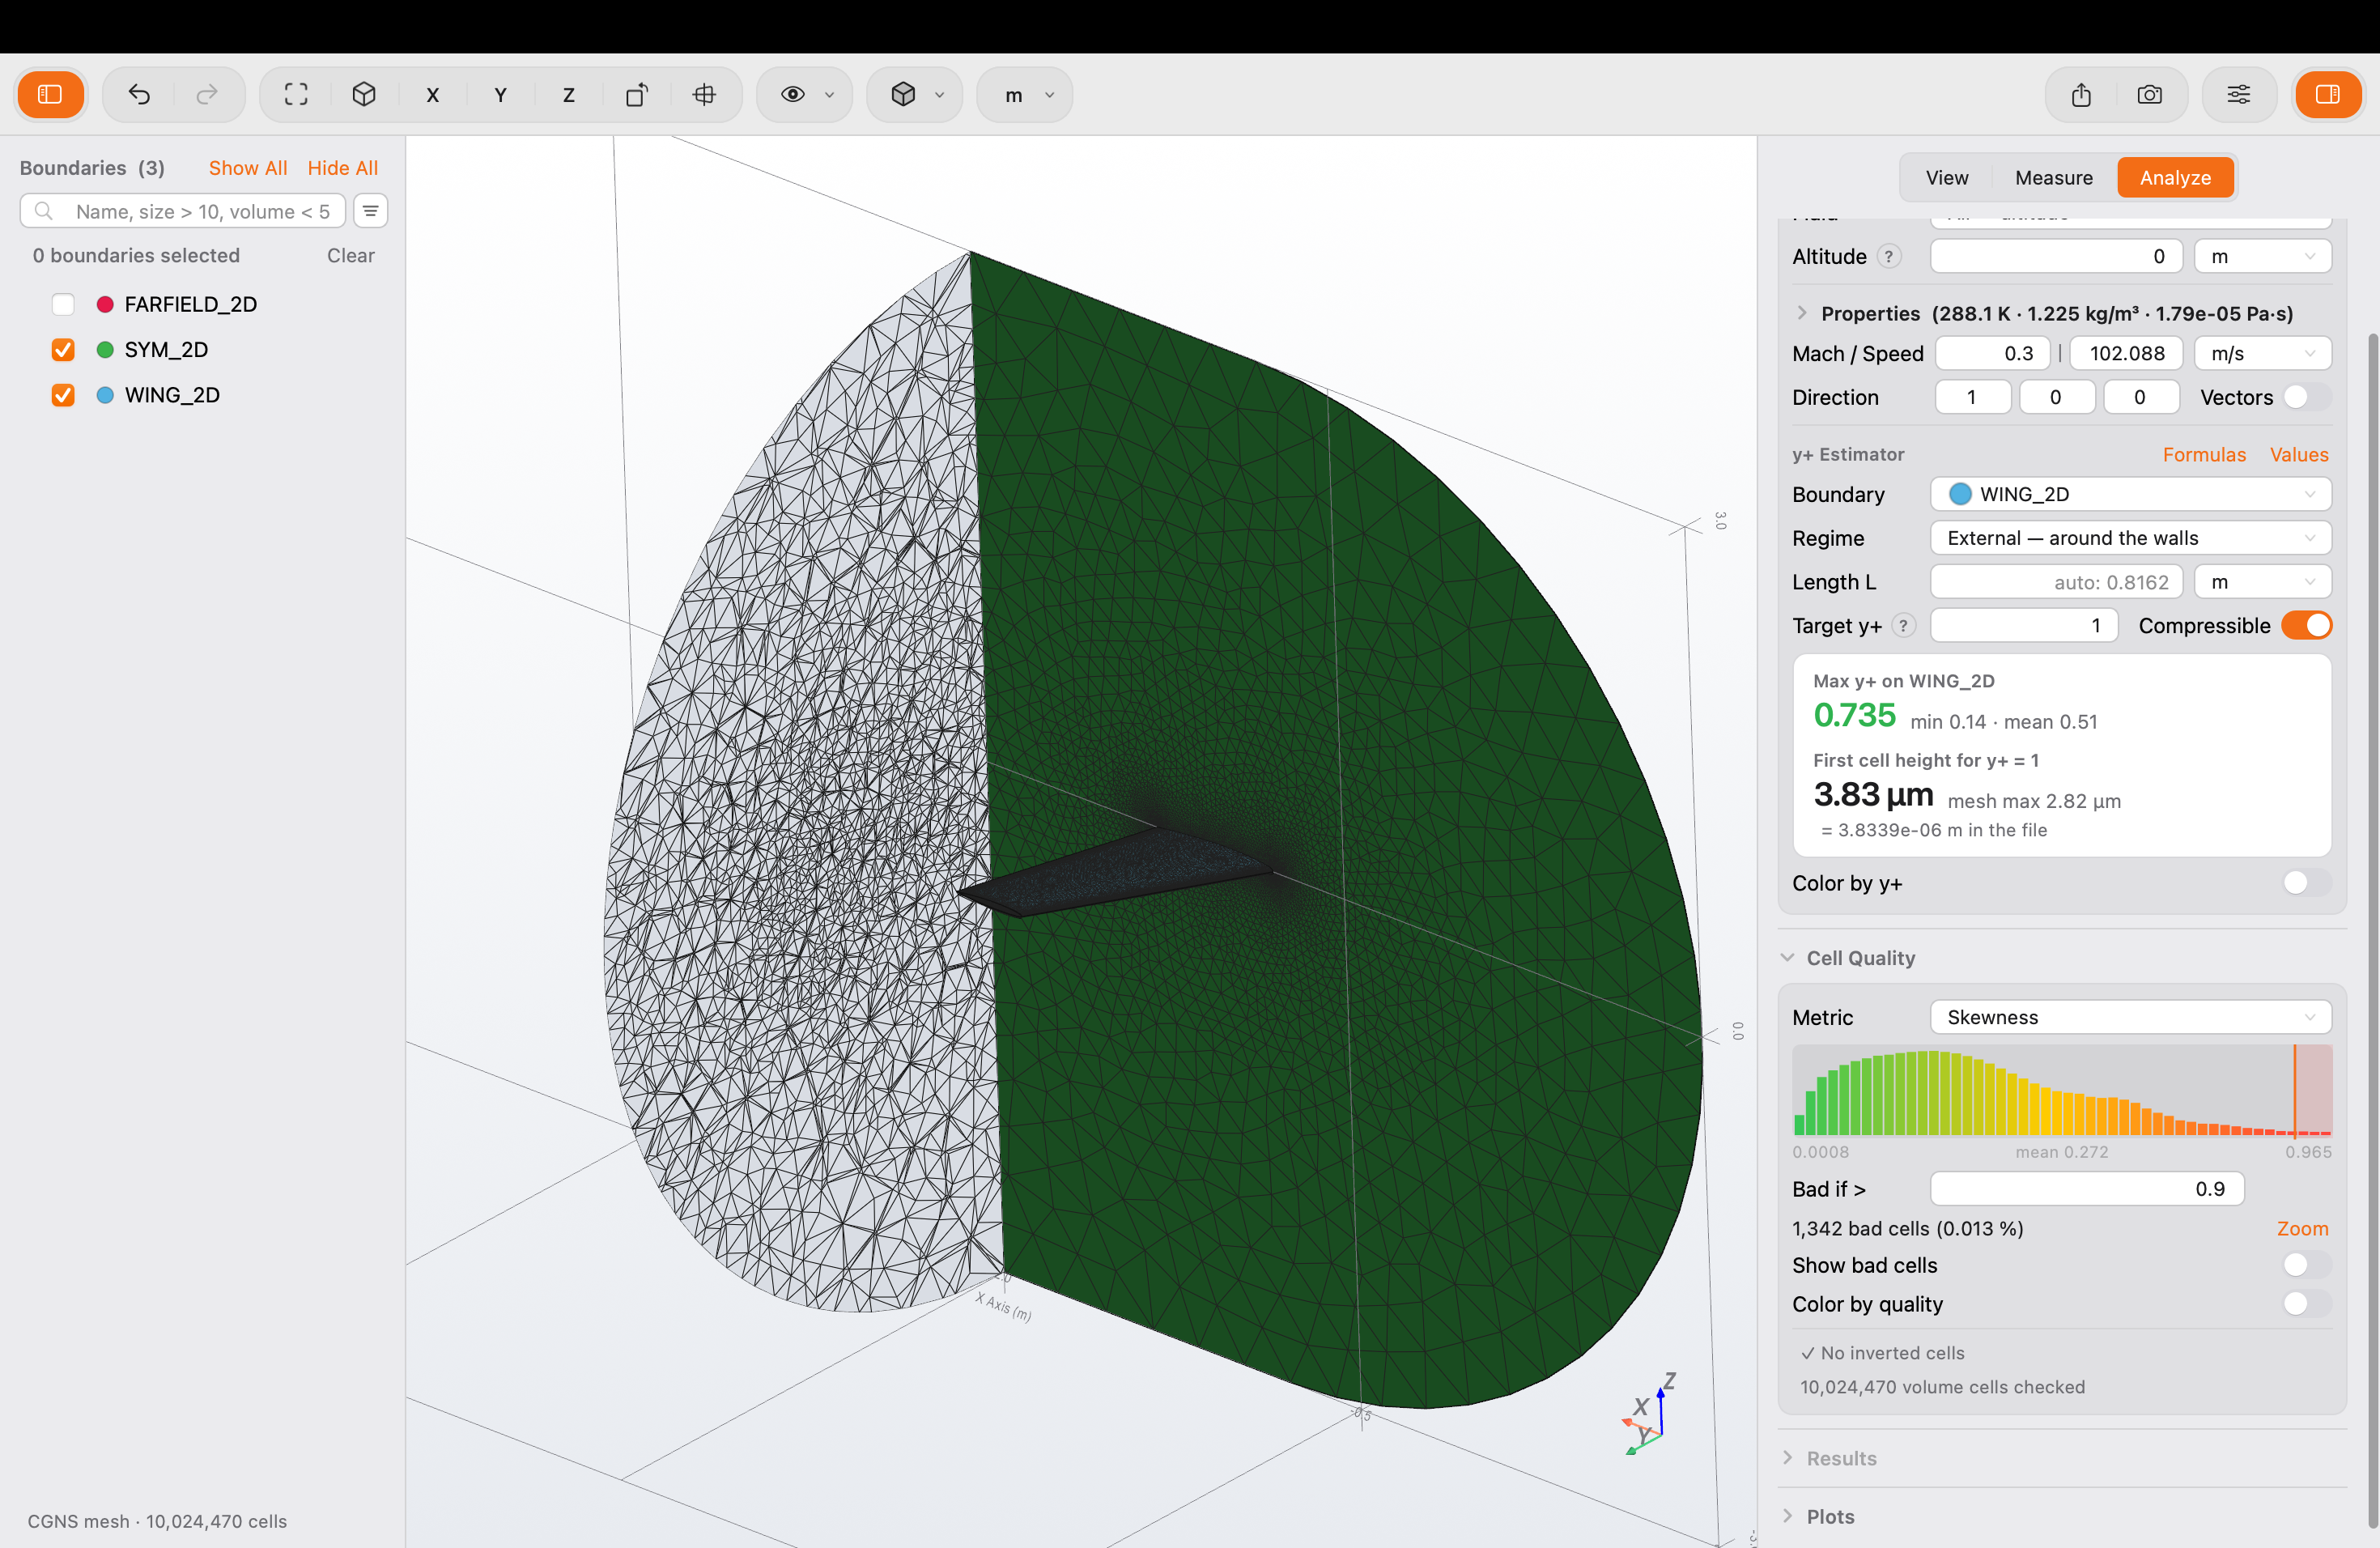 X Y Z m
Boundaries (3) Show All Hide All
Name, size > 10, volume < 5
0 boundaries selected Clear
FARFIELD_2D
SYM_2D
WING_2D
CGNS mesh · 10,024,470 cells
3.0
0.0
X Axis (m)
-0.5
Z
X
Y
View Measure Analyze
Altitude ? 0 m
Properties (288.1 K · 1.225 kg/m³ · 1.79e-05 Pa·s)
Mach / Speed 0.3 | 102.088 m/s
Direction 1 0 0 Vectors
y+ Estimator Formulas Values
Boundary WING_2D
Regime External — around the walls
Length L auto: 0.8162 m
Target y+ ? 1 Compressible
Max y+ on WING_2D
0.735 min 0.14 · mean 0.51
First cell height for y+ = 1
3.83 µm mesh max 2.82 µm
= 3.8339e-06 m in the file
Color by y+
Cell Quality
Metric Skewness
0.0008 mean 0.272 0.965
Bad if > 0.9
1,342 bad cells (0.013 %) Zoom
Show bad cells
Color by quality
✓ No inverted cells
10,024,470 volume cells checked
Results
Plots